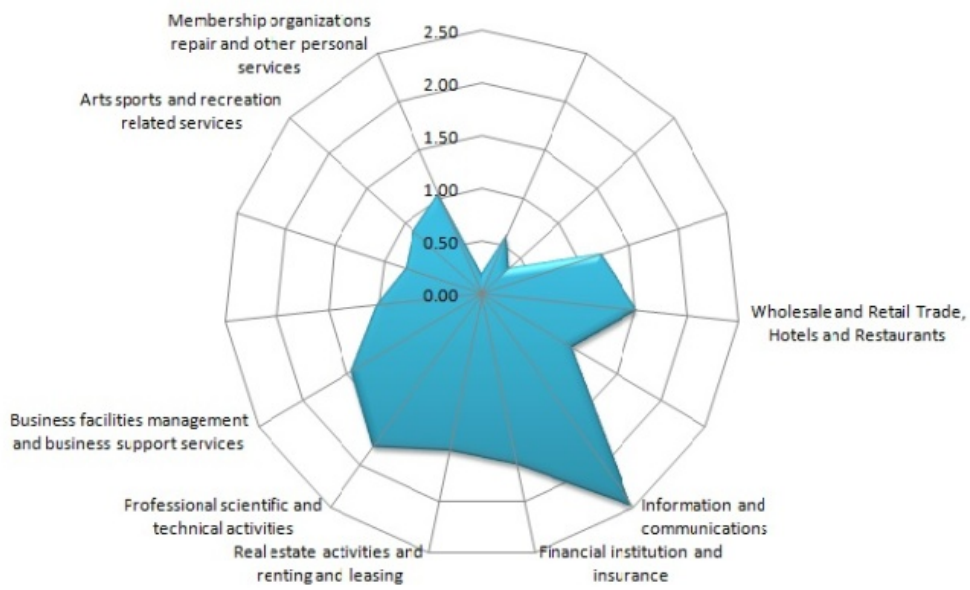 Membership organizations
repair and other personal
services
Arts sports and recreation
related services
2.50
2.00
1.50
1.00
0.50
0.00
Wholesale and Retail Trade,
Hotels and Restaurants
Business facilities management
and business support services
Professional scientific and
technical activities
Real estate activities and
renting and leasing
Information and
communications
Financial institution and
insurance